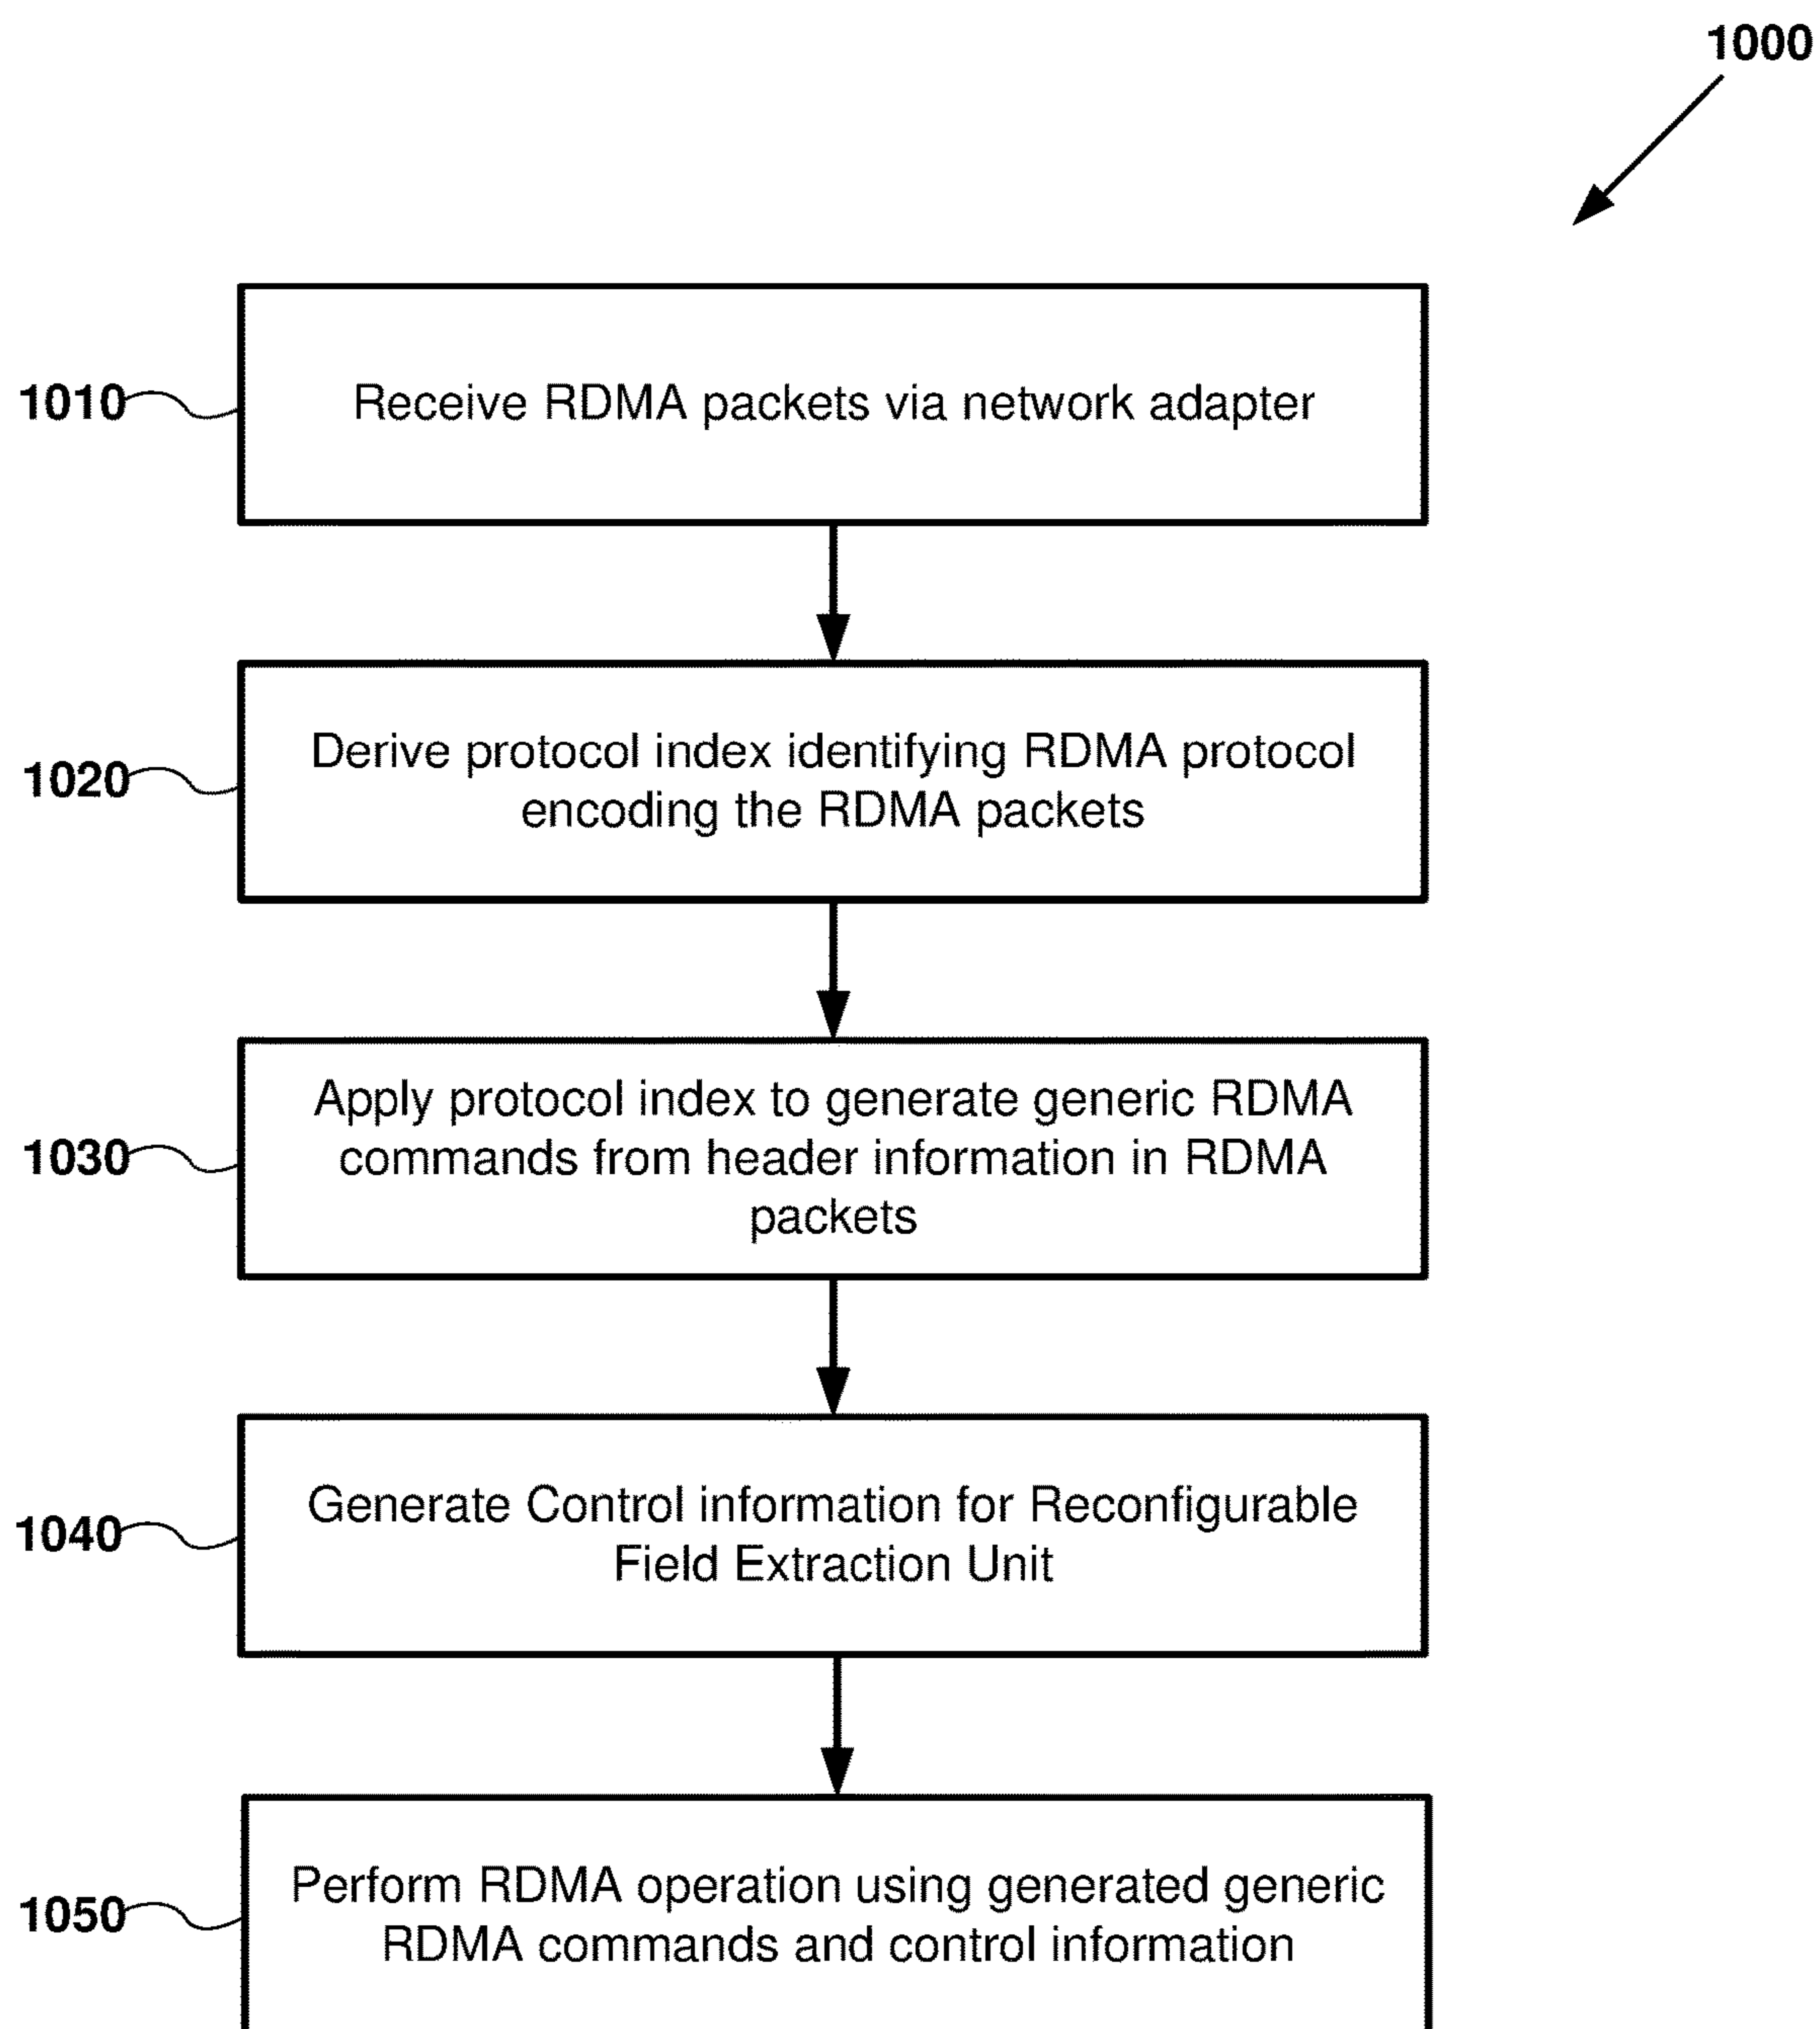 1000
1010
Receive RDMA packets via network adapter
1020
Derive protocol index identifying RDMA protocol
encoding the RDMA packets
1030
Apply protocol index to generate generic RDMA
commands from header information in RDMA
packets
1040
Generate Control information for Reconfigurable
Field Extraction Unit
1050
Perform RDMA operation using generated generic
RDMA commands and control information